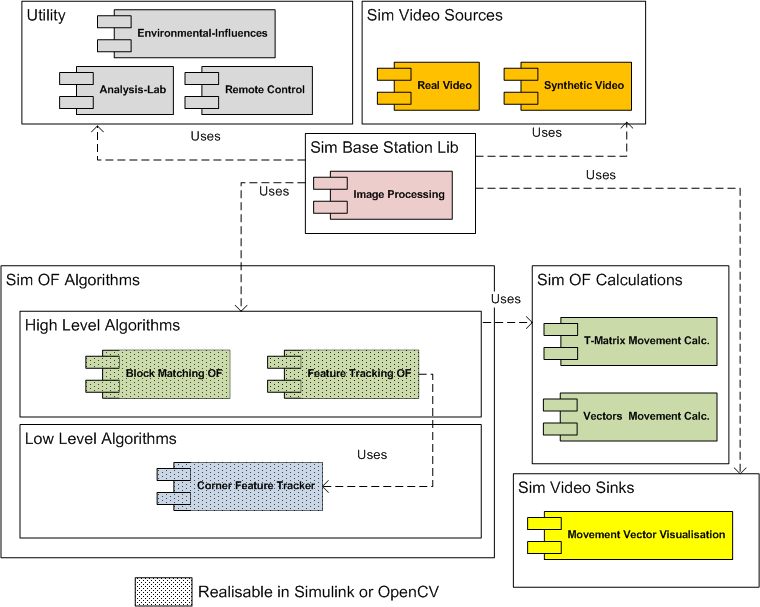 Utility
Environmental-Influences
Analysis-Lab
Remote Control
Sim Video Sources
Real Video
Synthetic Video
Uses
Uses
Sim Base Station Lib
Image Processing
Uses
Uses
Sim OF Algorithms
High Level Algorithms
Block Matching OF
Feature Tracking OF
Uses
Low Level Algorithms
Corner Feature Tracker
Uses
Sim OF Calculations
T-Matrix Movement Calc.
Vectors Movement Calc.
Sim Video Sinks
Movement Vector Visualisation
Realisable in Simulink or OpenCV